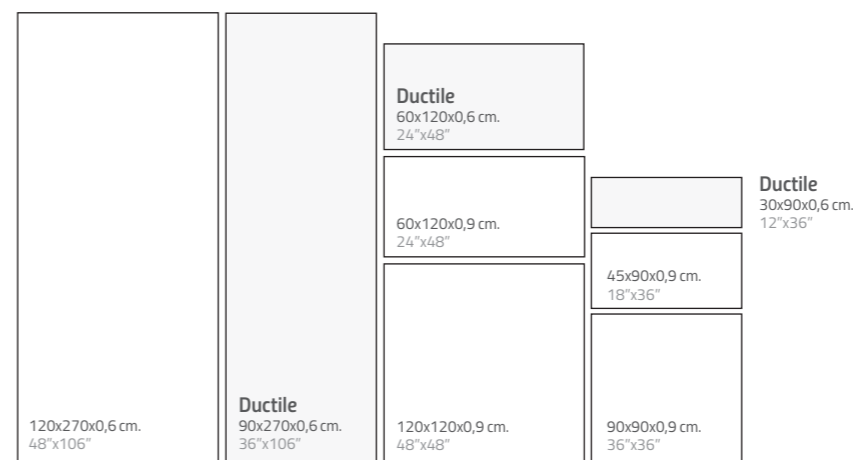 120x270x0,6 cm.
48”x106”
Ductile
90x270x0,6 cm.
36”x106”
Ductile
60x120x0,6 cm.
24”x48”
60x120x0,9 cm.
24”x48”
120x120x0,9 cm.
48”x48”
Ductile
30x90x0,6 cm.
12”x36”
45x90x0,9 cm.
18”x36”
90x90x0,9 cm.
36”x36”